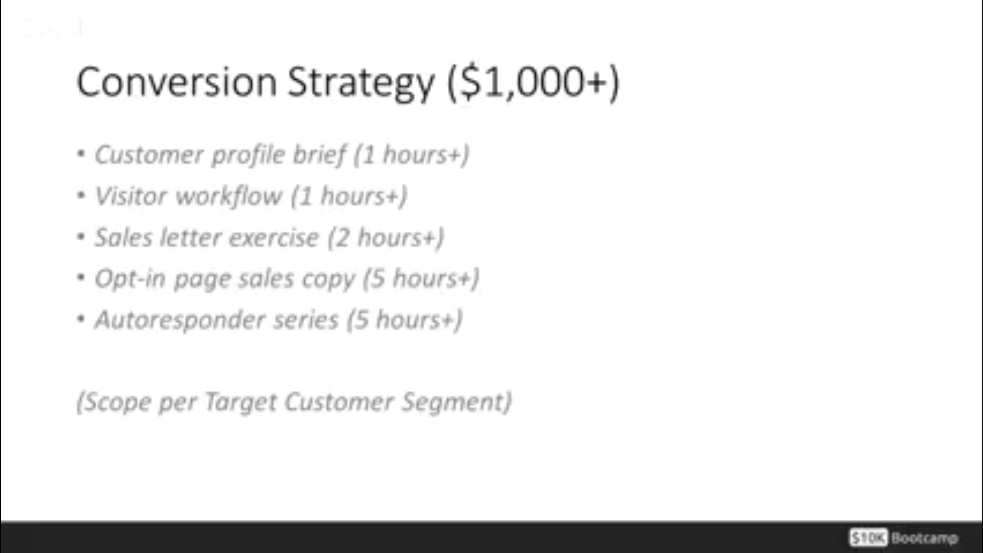 Conversion Strategy ($1,000+)
• Customer profile brief (1 hours+)
• Visitor workflow (1 hours+)
• Sales letter exercise (2 hours+)
• Opt-in page sales copy (5 hours+)
• Autoresponder series (5 hours+)
(Scope per Target Customer Segment)
$10K Bootcamp